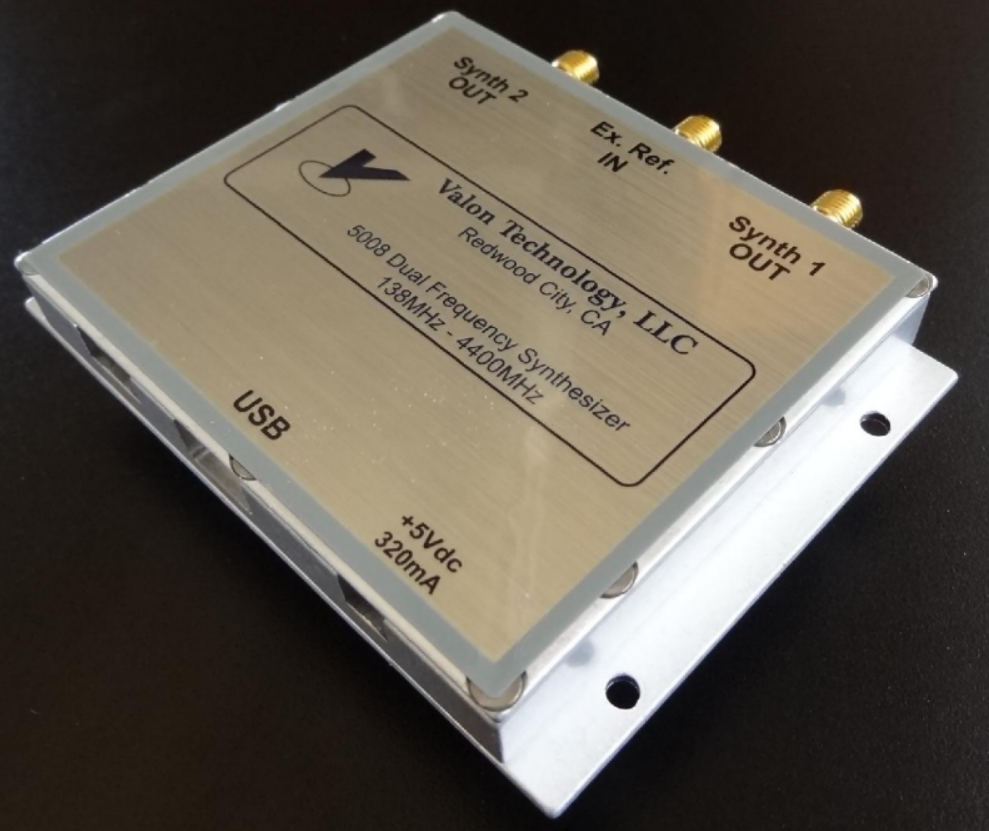 Synth 2
OUT
Ex. Ref.
IN
Synth 1
OUT
Valon Technology, LLC
Redwood City, CA
5008 Dual Frequency Synthesizer
138MHz - 4400MHz
USB
+5Vdc
320mA